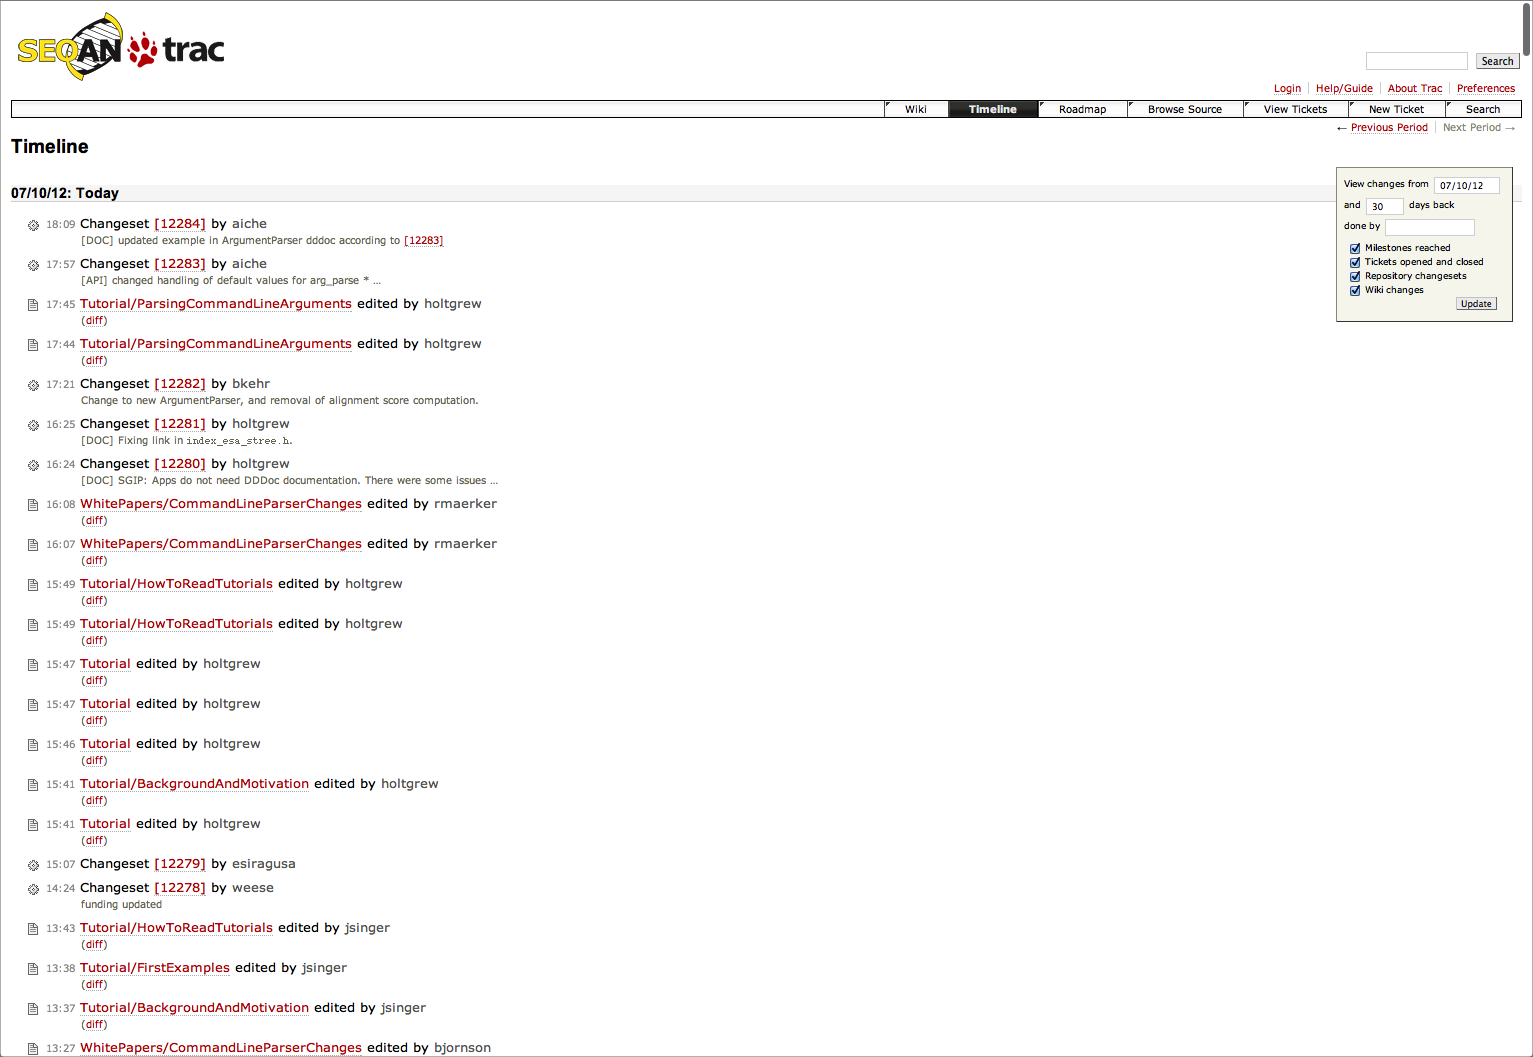 SEQAN trac
Search
Login Help/Guide About Trac Preferences
Wiki Timeline Roadmap Browse Source View Tickets New Ticket Search
← Previous Period Next Period →
Timeline
07/10/12: Today
View changes from 07/10/12
and 30 days back
done by
Milestones reached
Tickets opened and closed
Repository changesets
Wiki changes
Update
18:09 Changeset [12284] by aiche
[DOC] updated example in ArgumentParser dddoc according to [12283]
17:57 Changeset [12283] by aiche
[API] changed handling of default values for arg_parse * ...
17:45 Tutorial/ParsingCommandLineArguments edited by holtgrew
(diff)
17:44 Tutorial/ParsingCommandLineArguments edited by holtgrew
(diff)
17:21 Changeset [12282] by bkehr
Change to new ArgumentParser, and removal of alignment score computation.
16:25 Changeset [12281] by holtgrew
[DOC] Fixing link in index_esa_stree.h.
16:24 Changeset [12280] by holtgrew
[DOC] SGIP: Apps do not need DDDoc documentation. There were some issues ...
16:08 WhitePapers/CommandLineParserChanges edited by rmaerker
(diff)
16:07 WhitePapers/CommandLineParserChanges edited by rmaerker
(diff)
15:49 Tutorial/HowToReadTutorials edited by holtgrew
(diff)
15:49 Tutorial/HowToReadTutorials edited by holtgrew
(diff)
15:47 Tutorial edited by holtgrew
(diff)
15:47 Tutorial edited by holtgrew
(diff)
15:46 Tutorial edited by holtgrew
(diff)
15:41 Tutorial/BackgroundAndMotivation edited by holtgrew
(diff)
15:41 Tutorial edited by holtgrew
(diff)
15:07 Changeset [12279] by esiragusa
14:24 Changeset [12278] by weese
funding updated
13:43 Tutorial/HowToReadTutorials edited by jsinger
(diff)
13:38 Tutorial/FirstExamples edited by jsinger
(diff)
13:37 Tutorial/BackgroundAndMotivation edited by jsinger
(diff)
13:27 WhitePapers/CommandLineParserChanges edited by bjornson